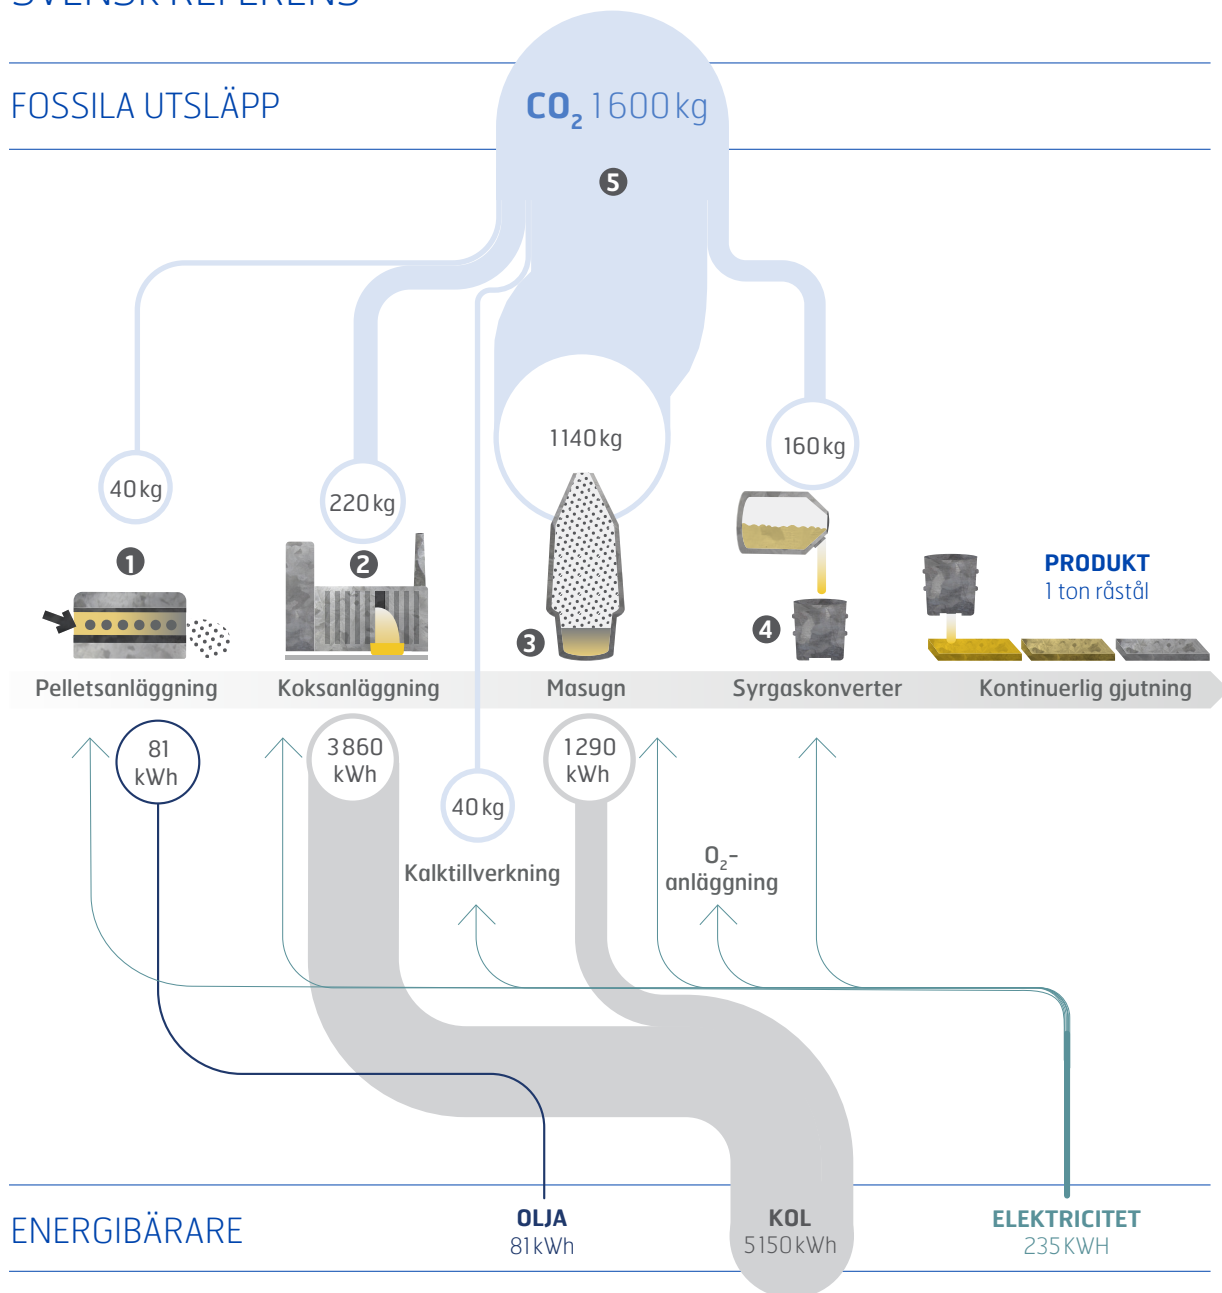 SVENSK REFERENS
FOSSILA UTSLÄPP
CO₂ 1600 kg
5
40 kg
220 kg
1140 kg
160 kg
1
2
3
4
PRODUKT
1 ton råstål
Pelletsanläggning
Koksanläggning
Masugn
Syrgaskonverter
Kontinuerlig gjutning
81
kWh
3860
kWh
1290
kWh
40 kg
Kalktillverkning
O₂-
anläggning
ENERGIBÄRARE
OLJA
81 kWh
KOL
5150 kWh
ELEKTRICITET
235 KWH